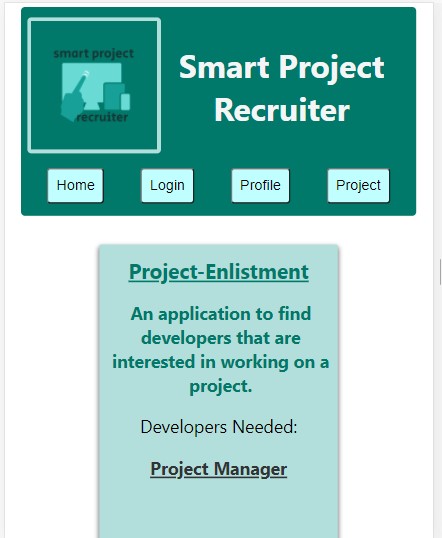 smart project
recruiter
Smart Project
Recruiter
Home Login Profile Project
Project-Enlistment
An application to find
developers that are
interested in working on a
project.
Developers Needed:
Project Manager